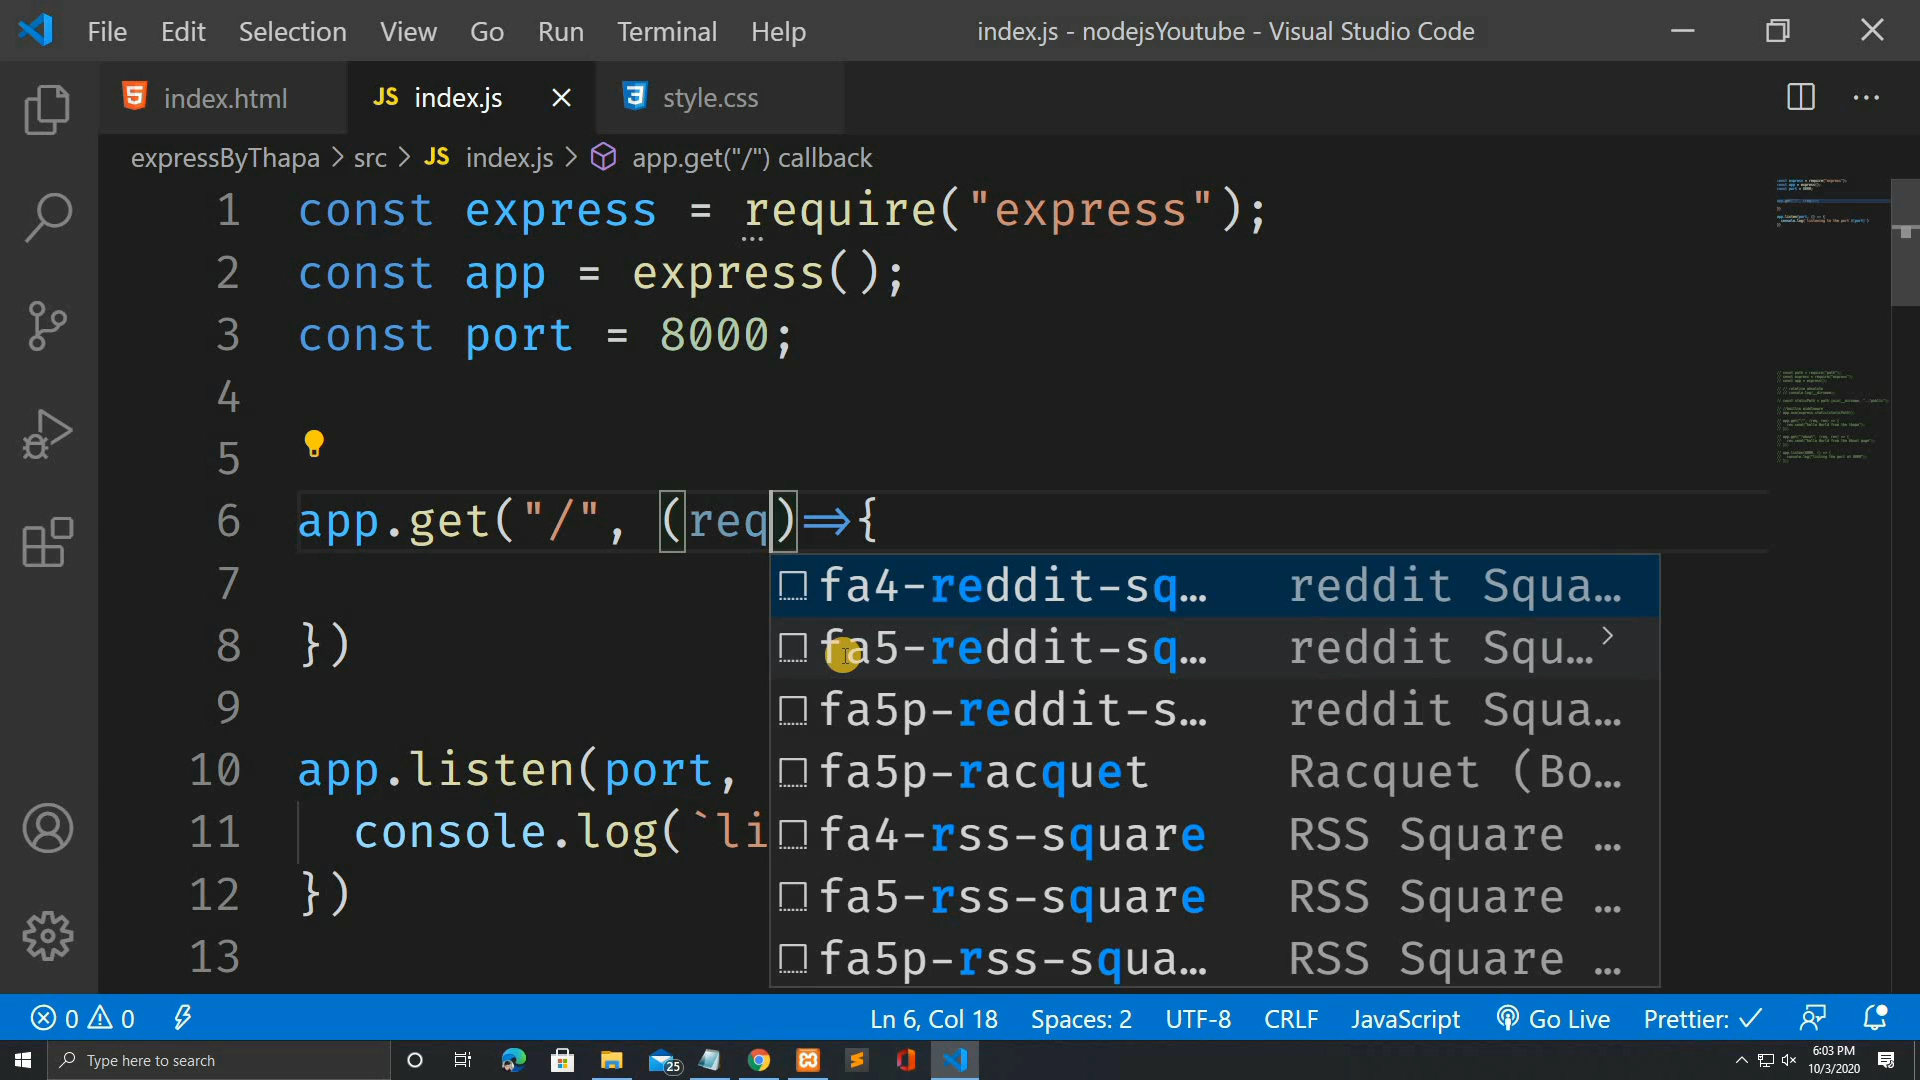 File Edit Selection View Go Run Terminal Help index.js - nodejsYoutube - Visual Studio Code
index.html JS index.js style.css
expressByThapa > src > JS index.js > app.get("/") callback
1 const express = require("express");
2 const app = express();
3 const port = 8000;
4
5
6 app.get("/", (req)=>{
7
8 })
9
10 app.listen(port,
11 console.log(`li
12 })
13
fa4-reddit-sq… reddit Squa…
fa5-reddit-sq… reddit Squ…
fa5p-reddit-s… reddit Squa…
fa5p-racquet Racquet (Bo…
fa4-rss-square RSS Square …
fa5-rss-square RSS Square …
fa5p-rss-squa… RSS Square …
0 0 Ln 6, Col 18 Spaces: 2 UTF-8 CRLF JavaScript Go Live Prettier: ✓
Type here to search 25 6:03 PM
10/3/2020